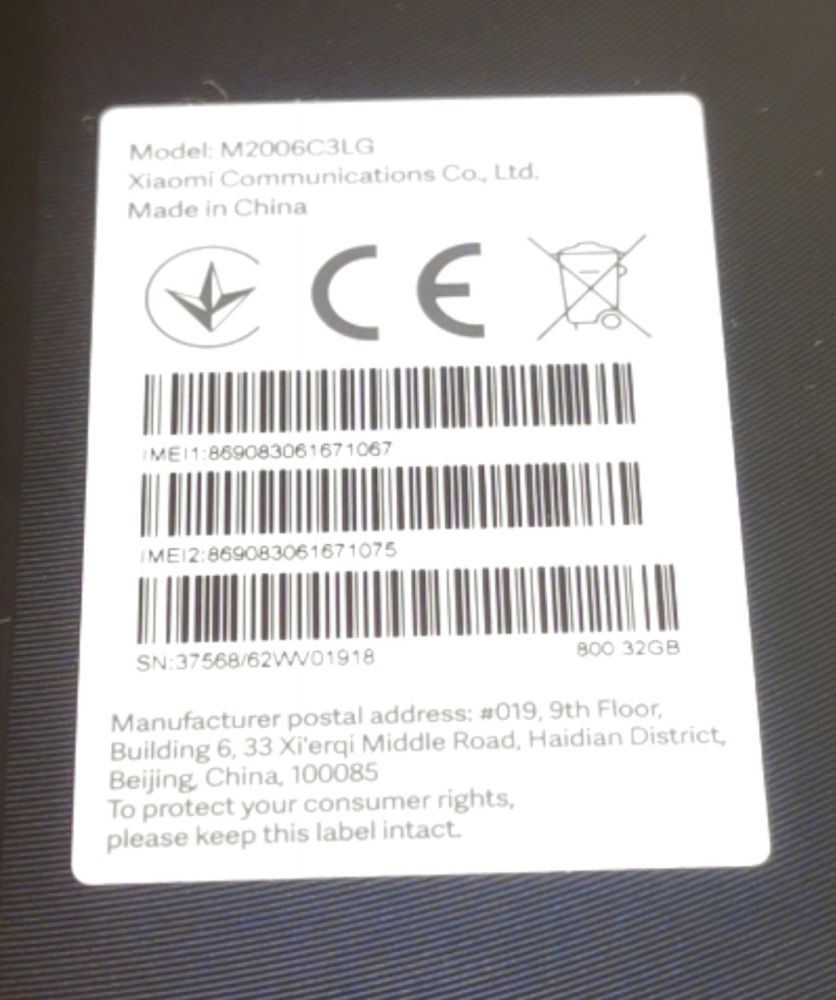 Model: M2006C3LG
Xiaomi Communications Co., Ltd.
Made in China
CE
IMEI1:869083061671067
IMEI2:869083061671075
SN:37568/62WV01918
800 32GB
Manufacturer postal address: #019, 9th Floor,
Building 6, 33 Xi'erqi Middle Road, Haidian District,
Beijing, China, 100085
To protect your consumer rights,
please keep this label intact.